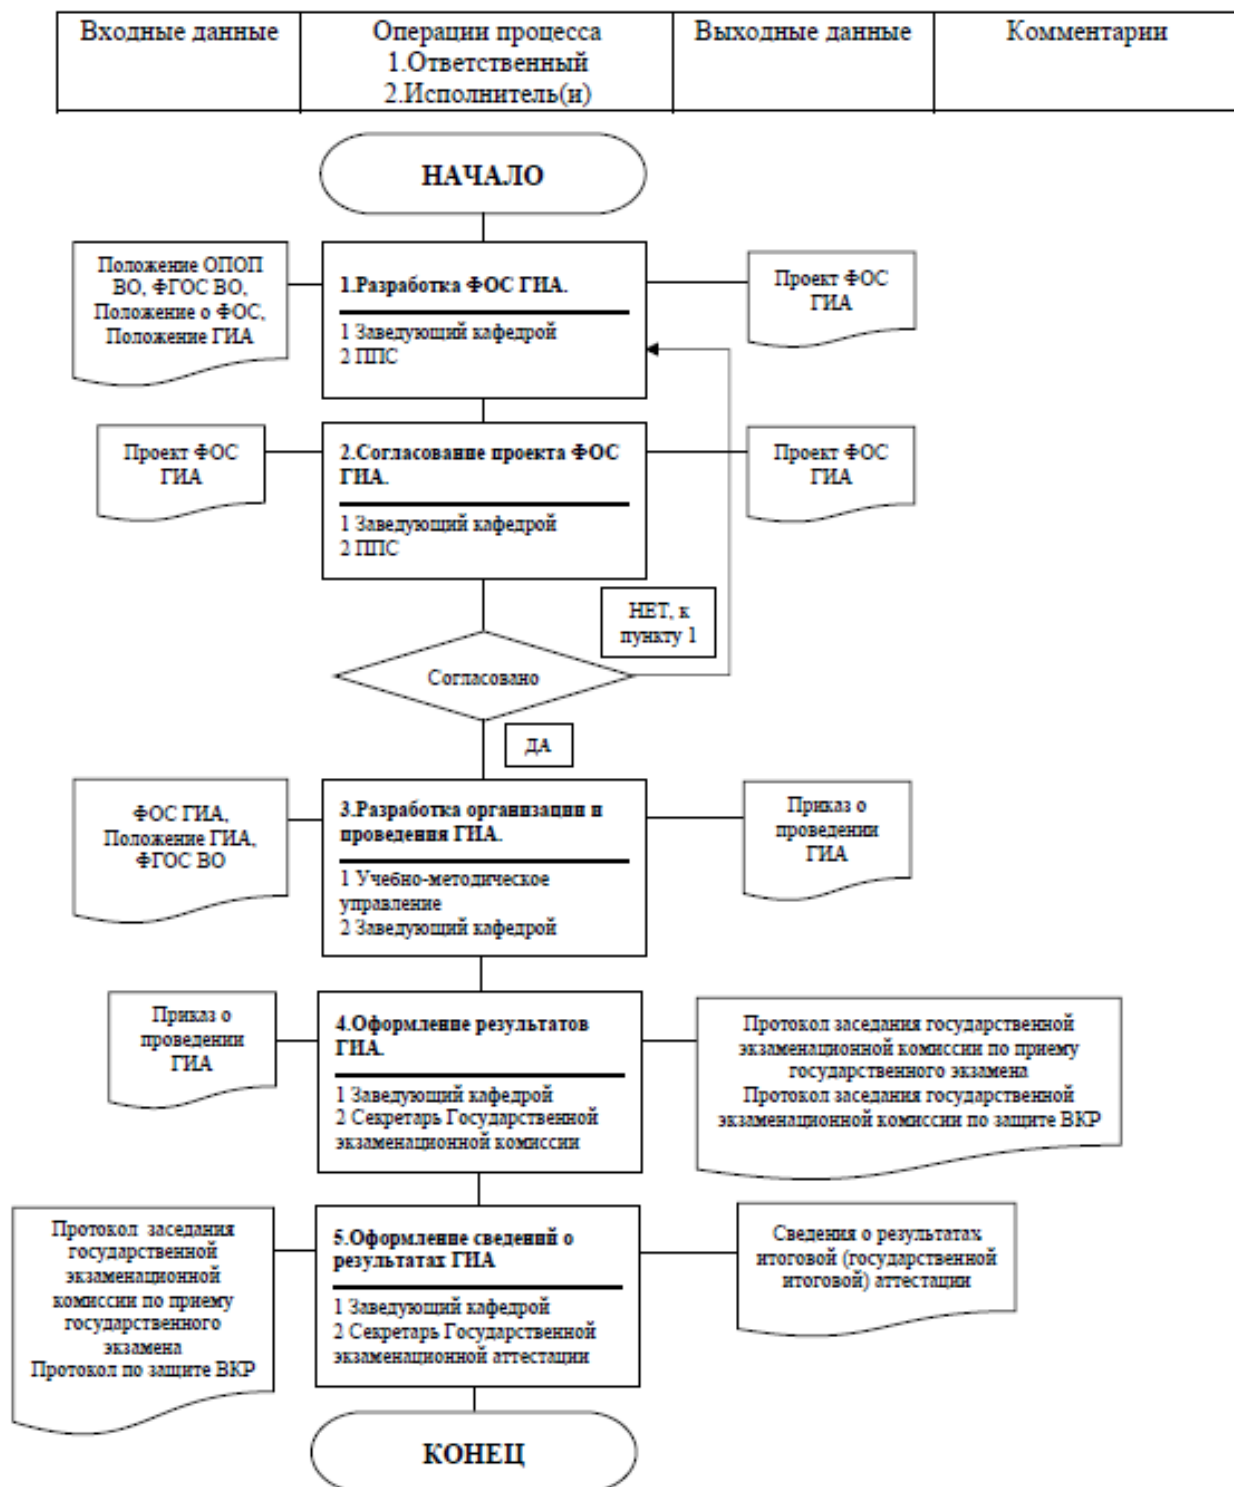 Входные данные
Операции процесса
1.Ответственный
2.Исполнитель(и)
Выходные данные
Комментарии
НАЧАЛО
Положение ОПОП
ВО, ФГОС ВО,
Положение о ФОС,
Положение ГИА
1.Разработка ФОС ГИА.
1 Заведующий кафедрой
2 ППС
Проект ФОС
ГИА
Проект ФОС
ГИА
2.Согласование проекта ФОС
ГИА.
1 Заведующий кафедрой
2 ППС
Проект ФОС
ГИА
НЕТ, к
пункту 1
Согласовано
ДА
ФОС ГИА,
Положение ГИА,
ФГОС ВО
3.Разработка организации и
проведения ГИА.
1 Учебно-методическое
управление
2 Заведующий кафедрой
Приказ о
проведении
ГИА
Приказ о
проведении
ГИА
4.Оформление результатов
ГИА.
1 Заведующий кафедрой
2 Секретарь Государственной
экзаменационной комиссии
Протокол заседания государственной
экзаменационной комиссии по приему
государственного экзамена
Протокол заседания государственной
экзаменационной комиссии по защите ВКР
Протокол заседания
государственной
экзаменационной
комиссии по приему
государственного
экзамена
Протокол по защите ВКР
5.Оформление сведений о
результатах ГИА
1 Заведующий кафедрой
2 Секретарь Государственной
экзаменационной аттестации
Сведения о результатах
итоговой (государственной
итоговой) аттестации
КОНЕЦ